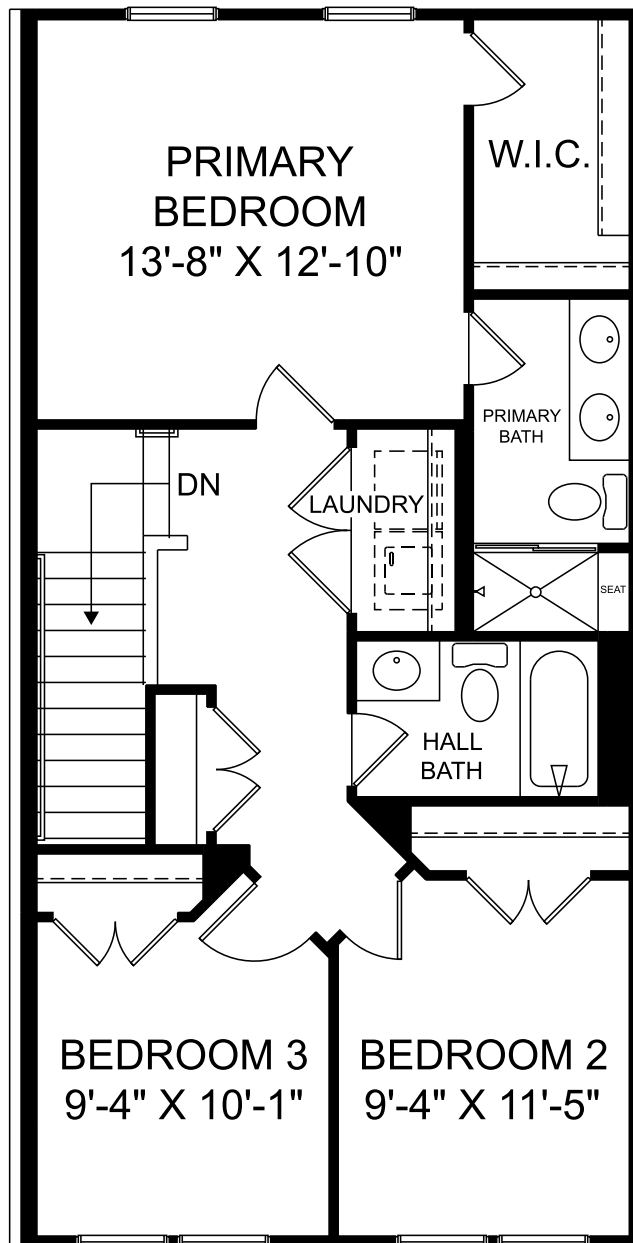 PRIMARY
BEDROOM
13'-8" X 12'-10"
W.I.C.
PRIMARY
BATH
DN
LAUNDRY
SEAT
HALL
BATH
BEDROOM 3
9'-4" X 10'-1"
BEDROOM 2
9'-4" X 11'-5"